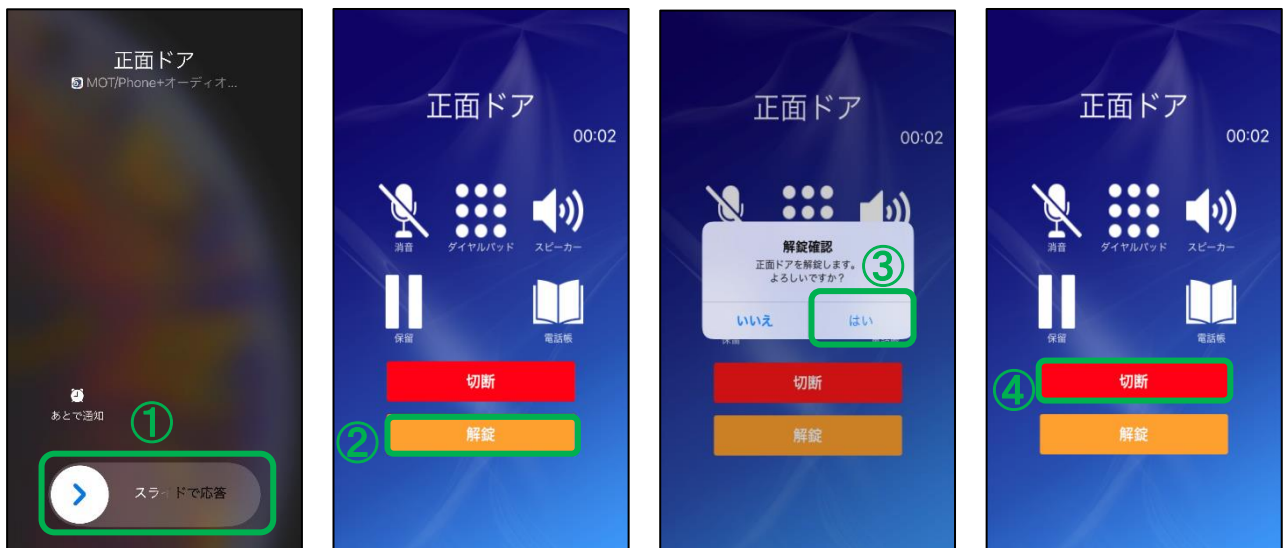 正面ドア
MOT/Phone+オーディオ...
あとで通知
①
スライドで応答
正面ドア
00:02
消音
ダイヤルパッド
スピーカー
保留
電話帳
切断
②
解錠
正面ドア
00:02
解錠確認
正面ドアを解錠します。
よろしいですか？
③
いいえ
はい
保留
切断
解錠
正面ドア
00:02
消音
ダイヤルパッド
スピーカー
保留
電話帳
④
切断
解錠